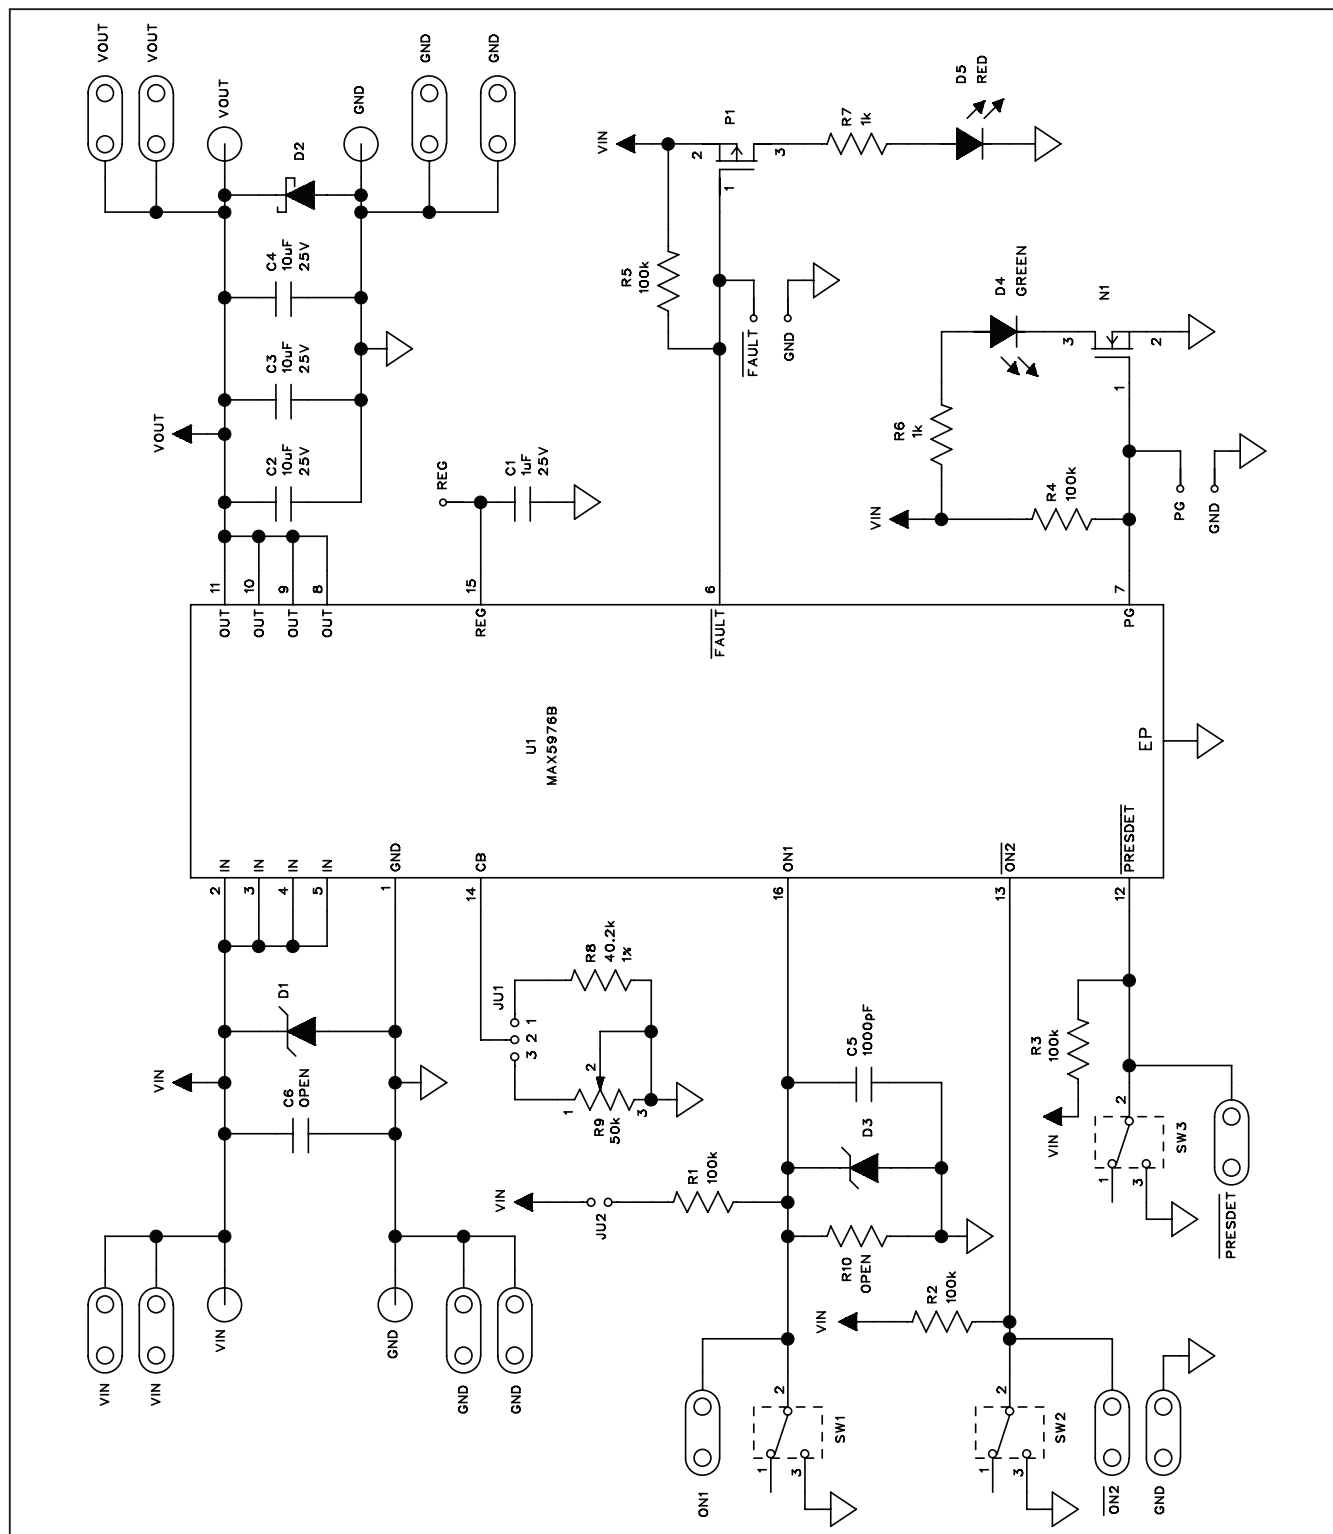 VIN
VIN
VIN
GND
GND
GND
VIN
C6
OPEN
D1
2
IN
3
IN
4
IN
5
IN
1
GND
14
CB
JU1
3
2
1
R8
40.2k
1%
1
2
3
R9
50k
VIN
JU2
R1
100k
16
ON1
C5
1000pF
D3
R10
OPEN
ON1
1
2
3
SW1
VIN
R2
100k
13
ON2
1
2
3
SW2
ON2
GND
12
PRESDET
R3
100k
VIN
1
2
3
SW3
PRESDET
U1
MAX5976B
EP
OUT
11
OUT
10
OUT
9
OUT
8
VOUT
C2
10uF
25V
C3
10uF
25V
C4
10uF
25V
D2
VOUT
VOUT
VOUT
GND
GND
GND
REG
15
REG
C1
1uF
25V
FAULT
6
R5
100k
FAULT
GND
VIN
2
1
3
P1
R7
1k
D5
RED
PG
7
VIN
R4
100k
R6
1k
D4
GREEN
3
1
2
N1
PG
GND